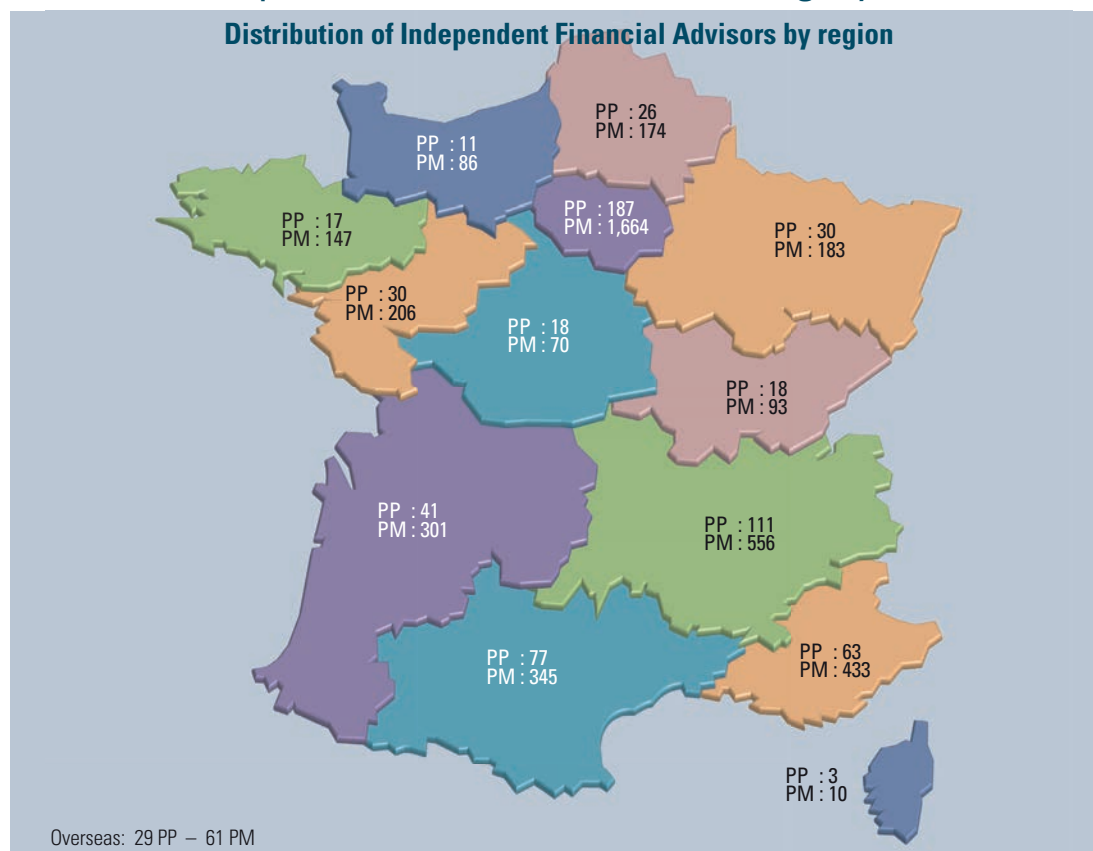 Distribution of Independent Financial Advisors by region
PP : 26
PM : 174
PP : 11
PM : 86
PP : 187
PM : 1,664
PP : 17
PM : 147
PP : 30
PM : 183
PP : 30
PM : 206
PP : 18
PM : 70
PP : 18
PM : 93
PP : 41
PM : 301
PP : 111
PM : 556
PP : 77
PM : 345
PP : 63
PM : 433
PP : 3
PM : 10
Overseas: 29 PP – 61 PM